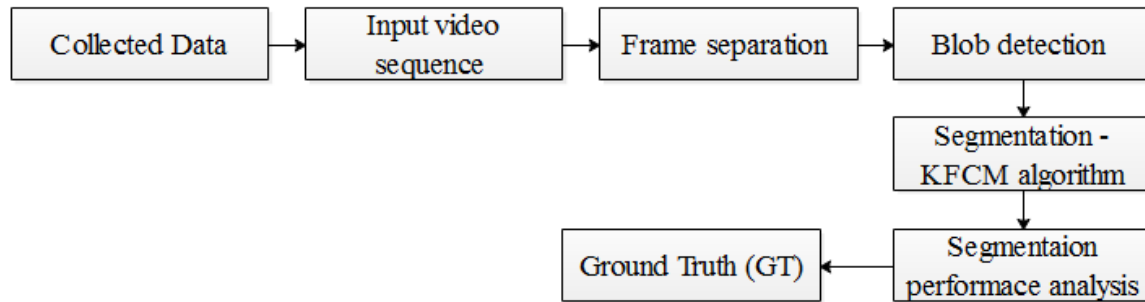 Collected Data
Input video
sequence
Frame separation
Blob detection
Segmentation -
KFCM algorithm
Segmentaion
performace analysis
Ground Truth (GT)